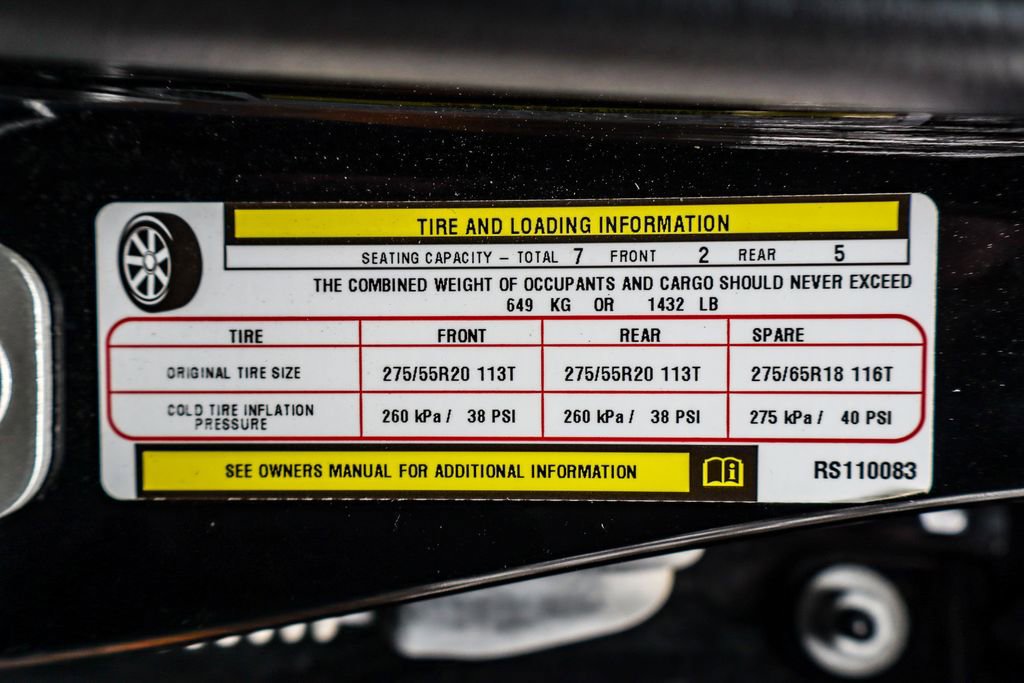 TIRE AND LOADING INFORMATION
SEATING CAPACITY – TOTAL 7 FRONT 2 REAR 5
THE COMBINED WEIGHT OF OCCUPANTS AND CARGO SHOULD NEVER EXCEED
649 KG OR 1432 LB
TIRE FRONT REAR SPARE
ORIGINAL TIRE SIZE 275/55R20 113T 275/55R20 113T 275/65R18 116T
COLD TIRE INFLATION
PRESSURE 260 kPa / 38 PSI 260 kPa / 38 PSI 275 kPa / 40 PSI
SEE OWNERS MANUAL FOR ADDITIONAL INFORMATION
RS110083